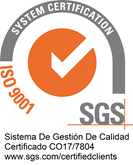 SYSTEM CERTIFICATION
ISO 9001
SGS
Sistema De Gestión De Calidad
Certificado CO17/7804
www.sgs.com/certifiedclients